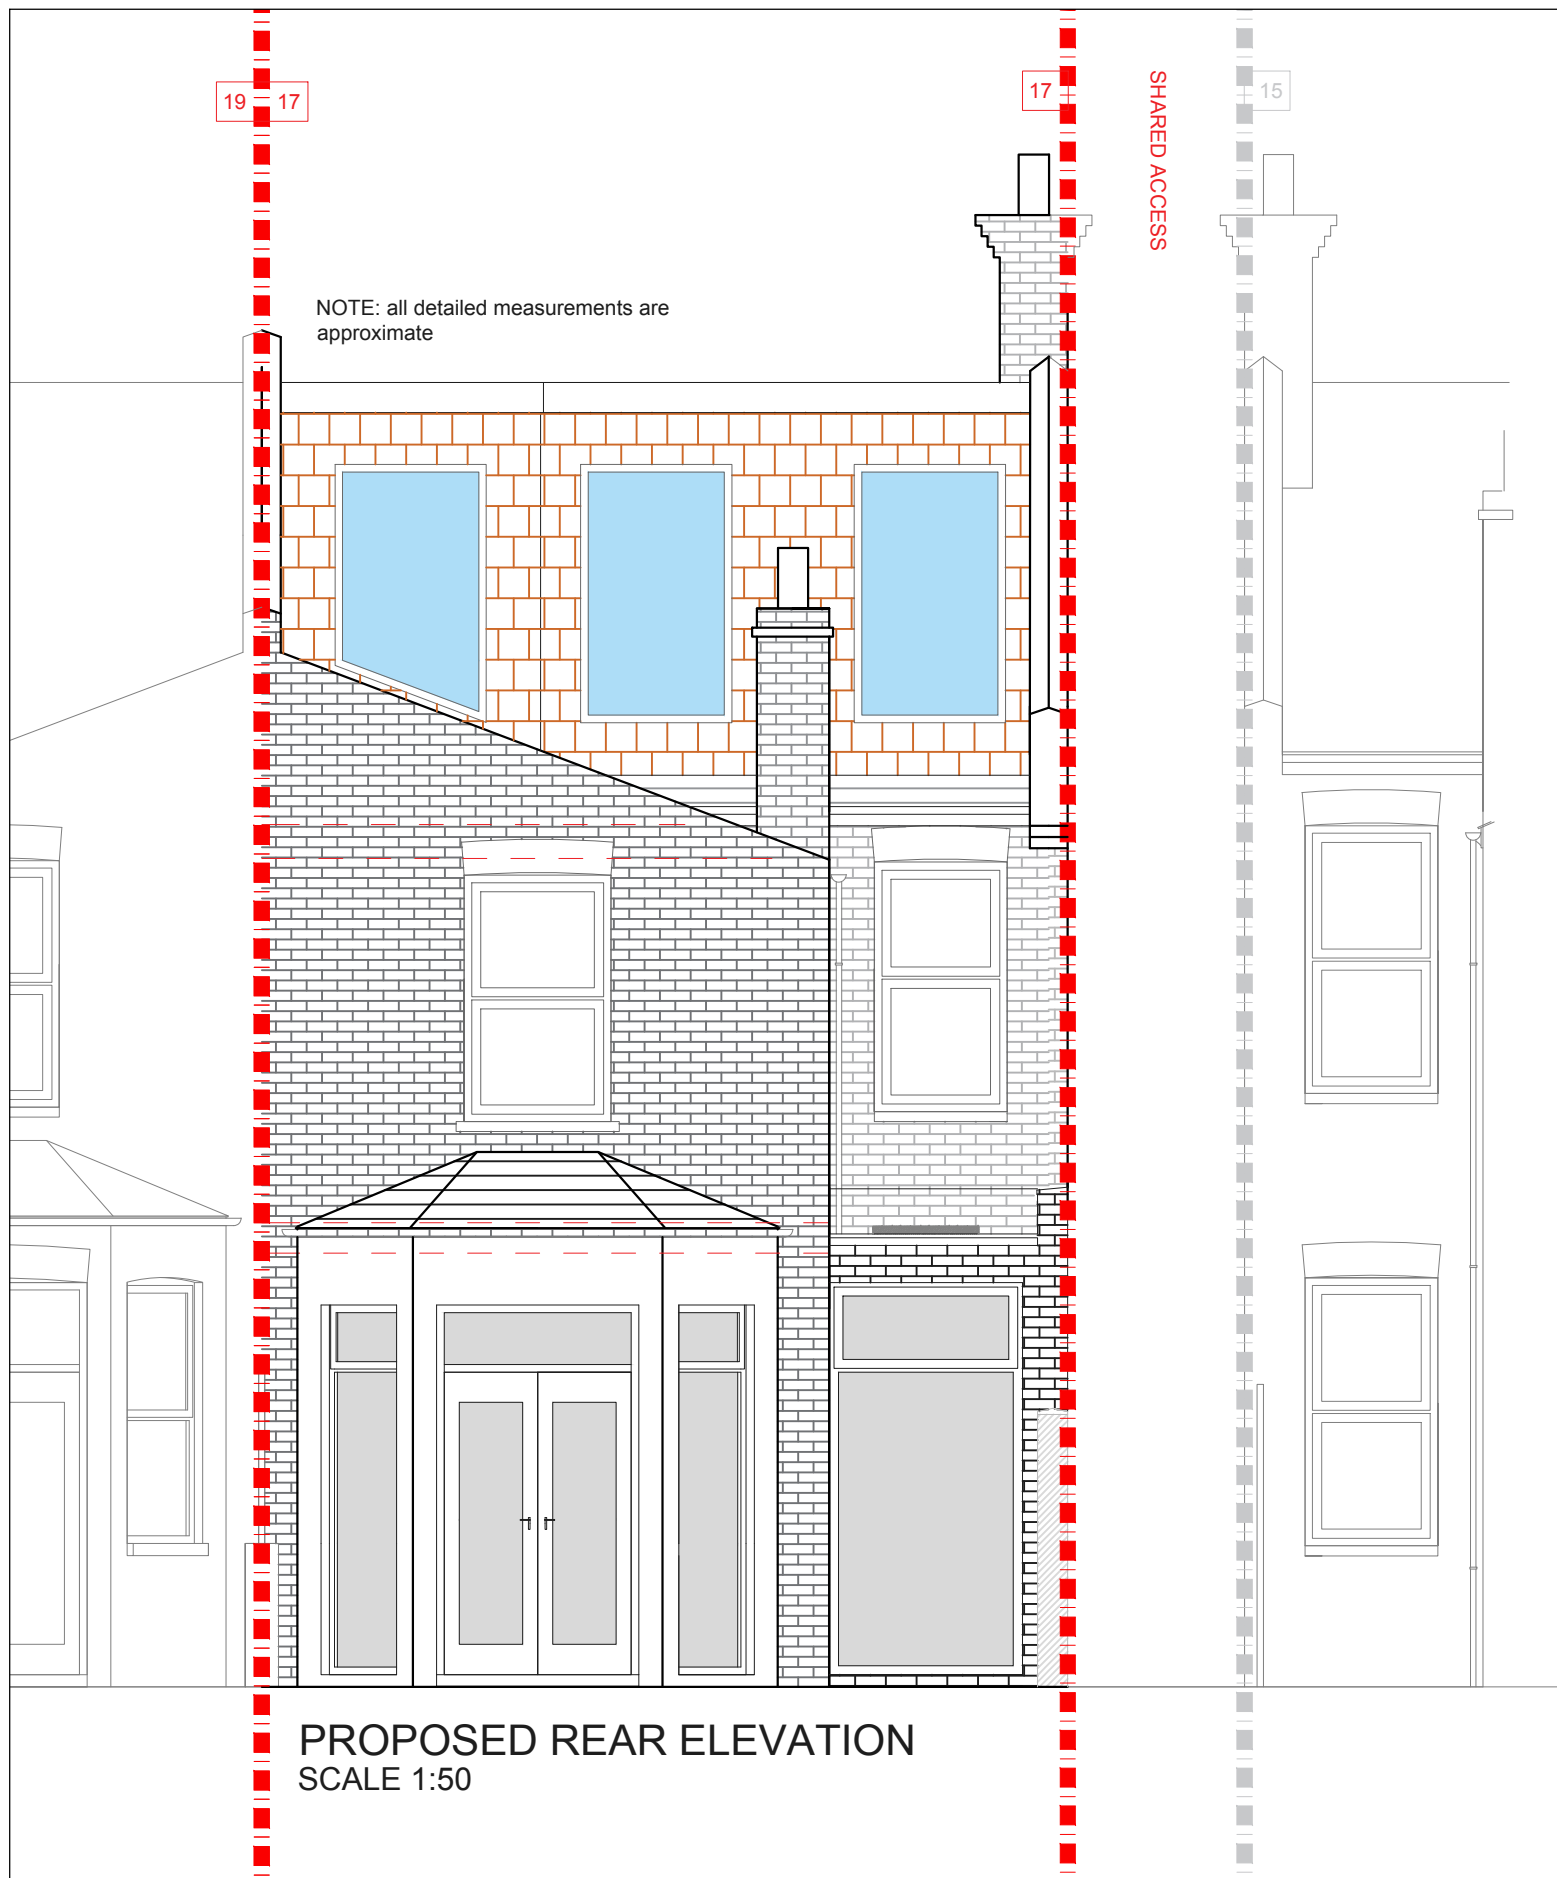 19 17
17
15
SHARED ACCESS
NOTE: all detailed measurements are
approximate
PROPOSED REAR ELEVATION
SCALE 1:50